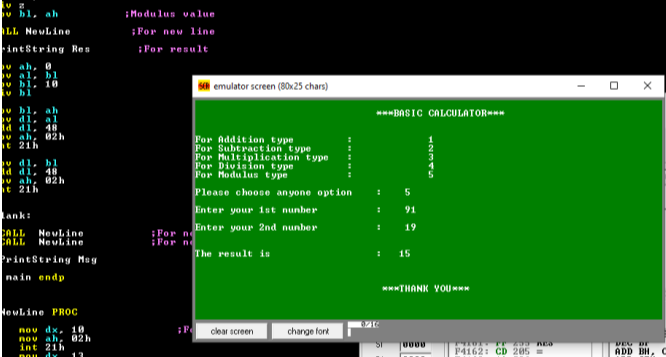 iv z
ov bl, ah ;Modulus value
ALL NewLine ;For new line
rintString Res ;For result
ov ah, 0
ov al, bl
ov bl, 10
iv bl
ov bl, ah
ov dl, al
dd dl, 48
ov ah, 02h
nt 21h
ov dl, bl
dd dl, 48
ov ah, 02h
nt 21h
lank:
CALL NewLine ;For ne
CALL NewLine ;For ne
PrintString Msg
main endp
NewLine PROC
mov dx, 10 ;Fo
mov ah, 02h
int 21h
mov dx, 13
emulator screen (80x25 chars)
***BASIC CALCULATOR***
For Addition type : 1
For Subtraction type : 2
For Multiplication type : 3
For Division type : 4
For Modulus type : 5
Please choose anyone option : 5
Enter your 1st number : 91
Enter your 2nd number : 19
The result is : 15
***THANK YOU***
clear screen change font 0/16
0000
F4161: FF 255 RES DEC BP
F4162: CD 205 = ADD BH, C